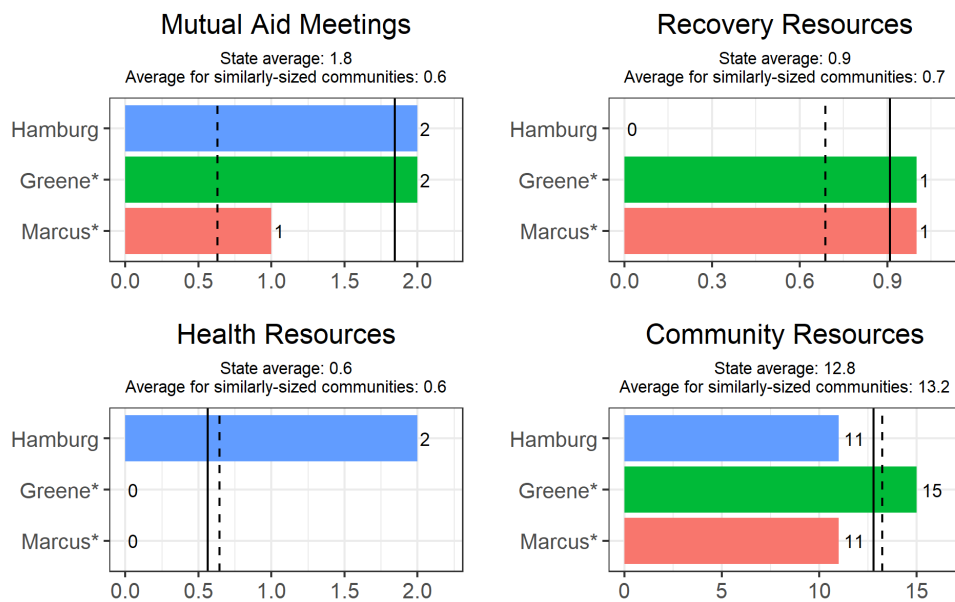 Mutual Aid Meetings
State average: 1.8
Average for similarly-sized communities: 0.6
Hamburg
2
Greene*
2
Marcus*
1
0.0 0.5 1.0 1.5 2.0
Recovery Resources
State average: 0.9
Average for similarly-sized communities: 0.7
Hamburg
0
Greene*
1
Marcus*
1
0.0 0.3 0.6 0.9
Health Resources
State average: 0.6
Average for similarly-sized communities: 0.6
Hamburg
2
Greene*
0
Marcus*
0
0.0 0.5 1.0 1.5 2.0
Community Resources
State average: 12.8
Average for similarly-sized communities: 13.2
Hamburg
11
Greene*
15
Marcus*
11
0 5 10 15